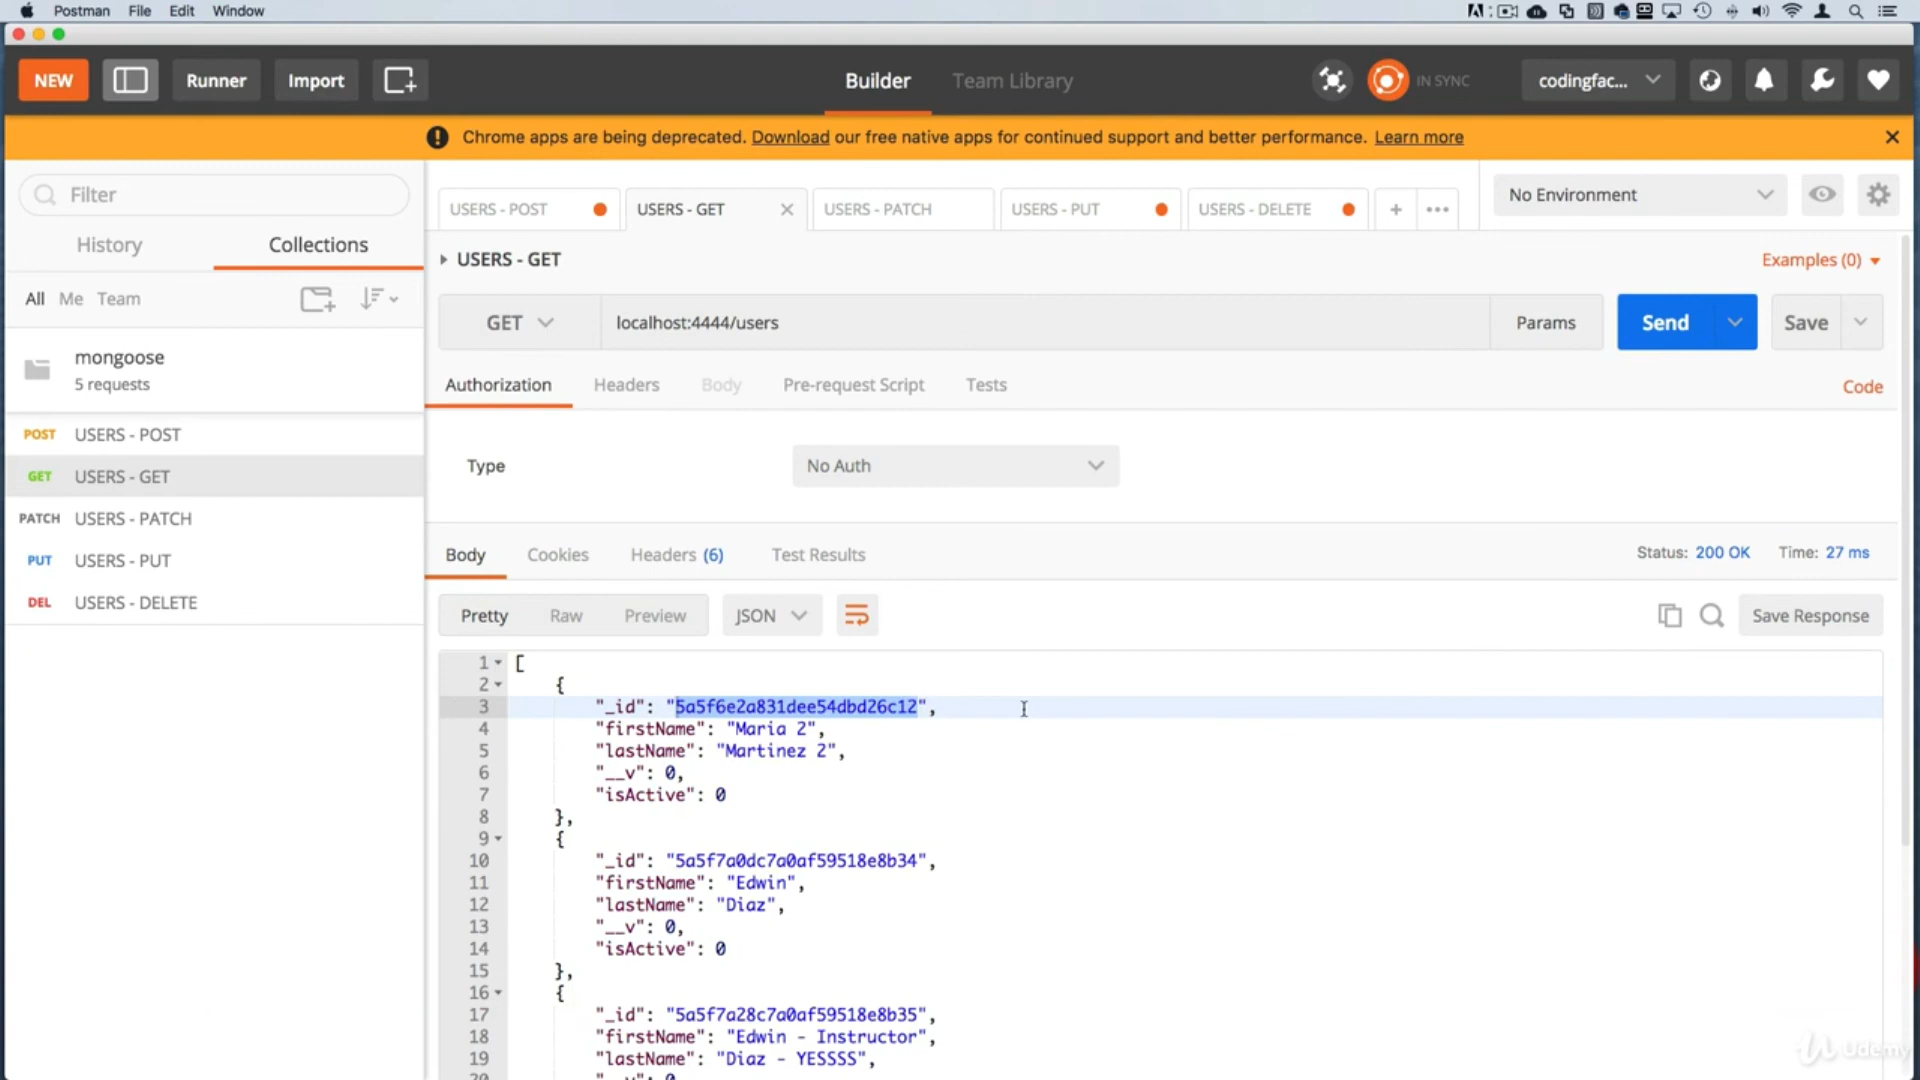 Postman File Edit Window
NEW Runner Import Builder Team Library IN SYNC codingfac...
Chrome apps are being deprecated. Download our free native apps for continued support and better performance. Learn more
Filter
History Collections
All Me Team
mongoose
5 requests
POST USERS - POST
GET USERS - GET
PATCH USERS - PATCH
PUT USERS - PUT
DEL USERS - DELETE
USERS - POST USERS - GET USERS - PATCH USERS - PUT USERS - DELETE
No Environment
USERS - GET
Examples (0)
GET localhost:4444/users Params Send Save
Authorization Headers Body Pre-request Script Tests Code
Type No Auth
Body Cookies Headers (6) Test Results Status: 200 OK Time: 27 ms
Pretty Raw Preview JSON Save Response
1 [
2 {
3 "_id": "5a5f6e2a831dee54dbd26c12",
4 "firstName": "Maria 2",
5 "lastName": "Martinez 2",
6 "__v": 0,
7 "isActive": 0
8 },
9 {
10 "_id": "5a5f7a0dc7a0af59518e8b34",
11 "firstName": "Edwin",
12 "lastName": "Diaz",
13 "__v": 0,
14 "isActive": 0
15 },
16 {
17 "_id": "5a5f7a28c7a0af59518e8b35",
18 "firstName": "Edwin - Instructor",
19 "lastName": "Diaz - YESSSS",
20 "__v": 0
Udemy